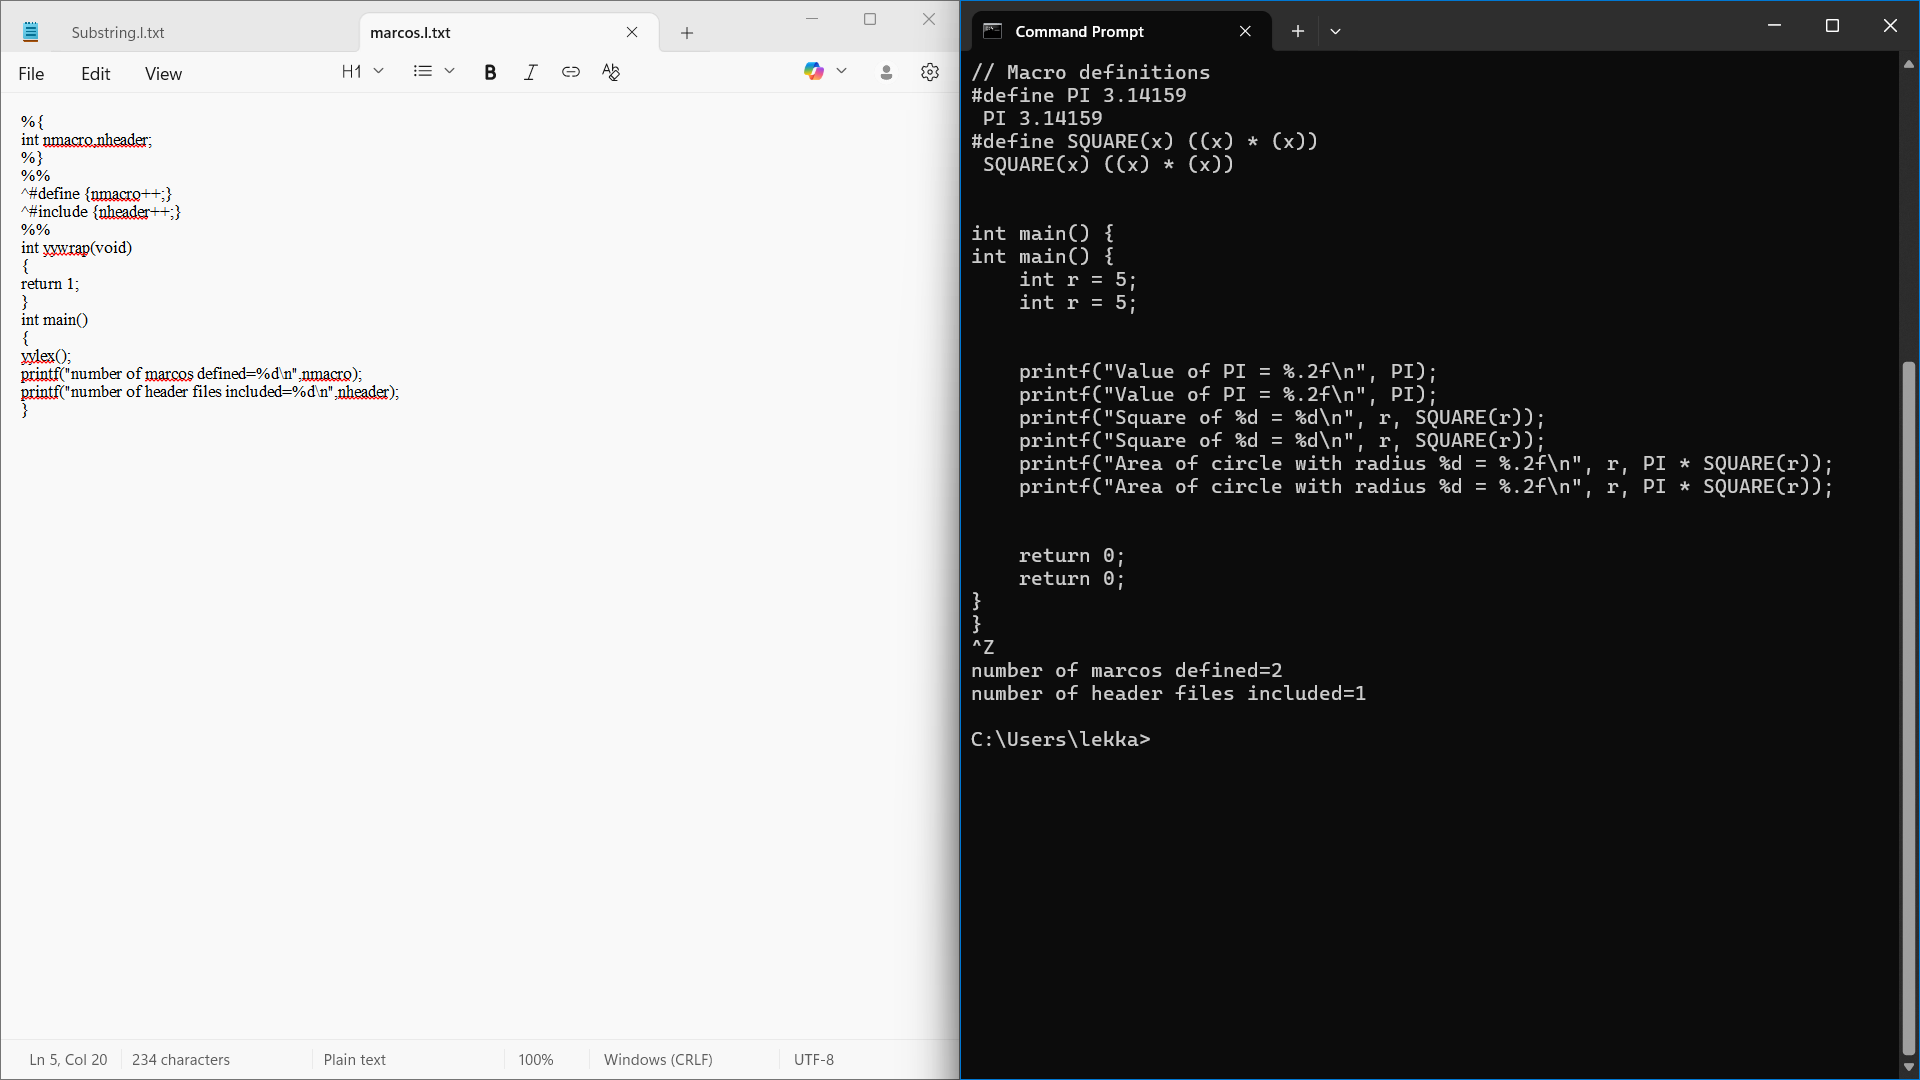 Substring.l.txt
marcos.l.txt
File Edit View
H1
B I
%{
int nmacro,nheader;
%}
%%
^#define {nmacro++;}
^#include {nheader++;}
%%
int yywrap(void)
{
return 1;
}
int main()
{
yylex();
printf("number of marcos defined=%d\n",nmacro);
printf("number of header files included=%d\n",nheader);
}
Ln 5, Col 20 234 characters Plain text 100% Windows (CRLF) UTF-8
Command Prompt
// Macro definitions
#define PI 3.14159
 PI 3.14159
#define SQUARE(x) ((x) * (x))
 SQUARE(x) ((x) * (x))
int main() {
int main() {
    int r = 5;
    int r = 5;
    printf("Value of PI = %.2f\n", PI);
    printf("Value of PI = %.2f\n", PI);
    printf("Square of %d = %d\n", r, SQUARE(r));
    printf("Square of %d = %d\n", r, SQUARE(r));
    printf("Area of circle with radius %d = %.2f\n", r, PI * SQUARE(r));
    printf("Area of circle with radius %d = %.2f\n", r, PI * SQUARE(r));
    return 0;
    return 0;
}
}
^Z
number of marcos defined=2
number of header files included=1
C:\Users\lekka>